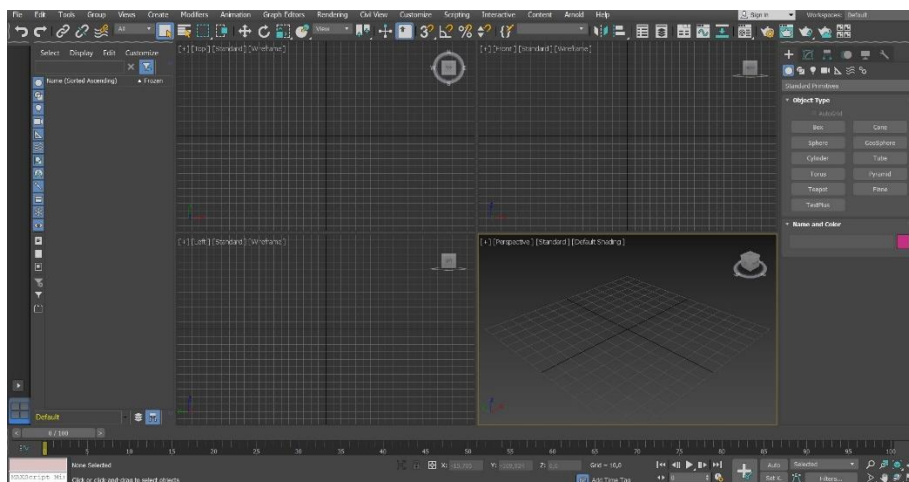 File Edit Tools Group Views Create Modifiers Animation Graph Editors Rendering Civil View Customize Scripting Interactive Content Arnold Help
Sign In Workspaces: Default
All View
Select Display Edit Customize
Name (Sorted Ascending) Frozen
[+] [Top] [Standard] [Wireframe]
[+] [Front] [Standard] [Wireframe]
[+] [Left] [Standard] [Wireframe]
[+] [Perspective] [Standard] [Default Shading]
Standard Primitives
Object Type
AutoGrid
Box Cone
Sphere GeoSphere
Cylinder Tube
Torus Pyramid
Teapot Plane
TextPlus
Name and Color
Default
0 / 100
0 5 10 15 20 25 30 35 40 45 50 55 60 65 70 75 80 85 90 95 100
None Selected X: Y: Z: Grid = 10,0 Auto Selected
MAXScript Mi Click or click and drag to select objects Add Time Tag 0 Set K. Filters...